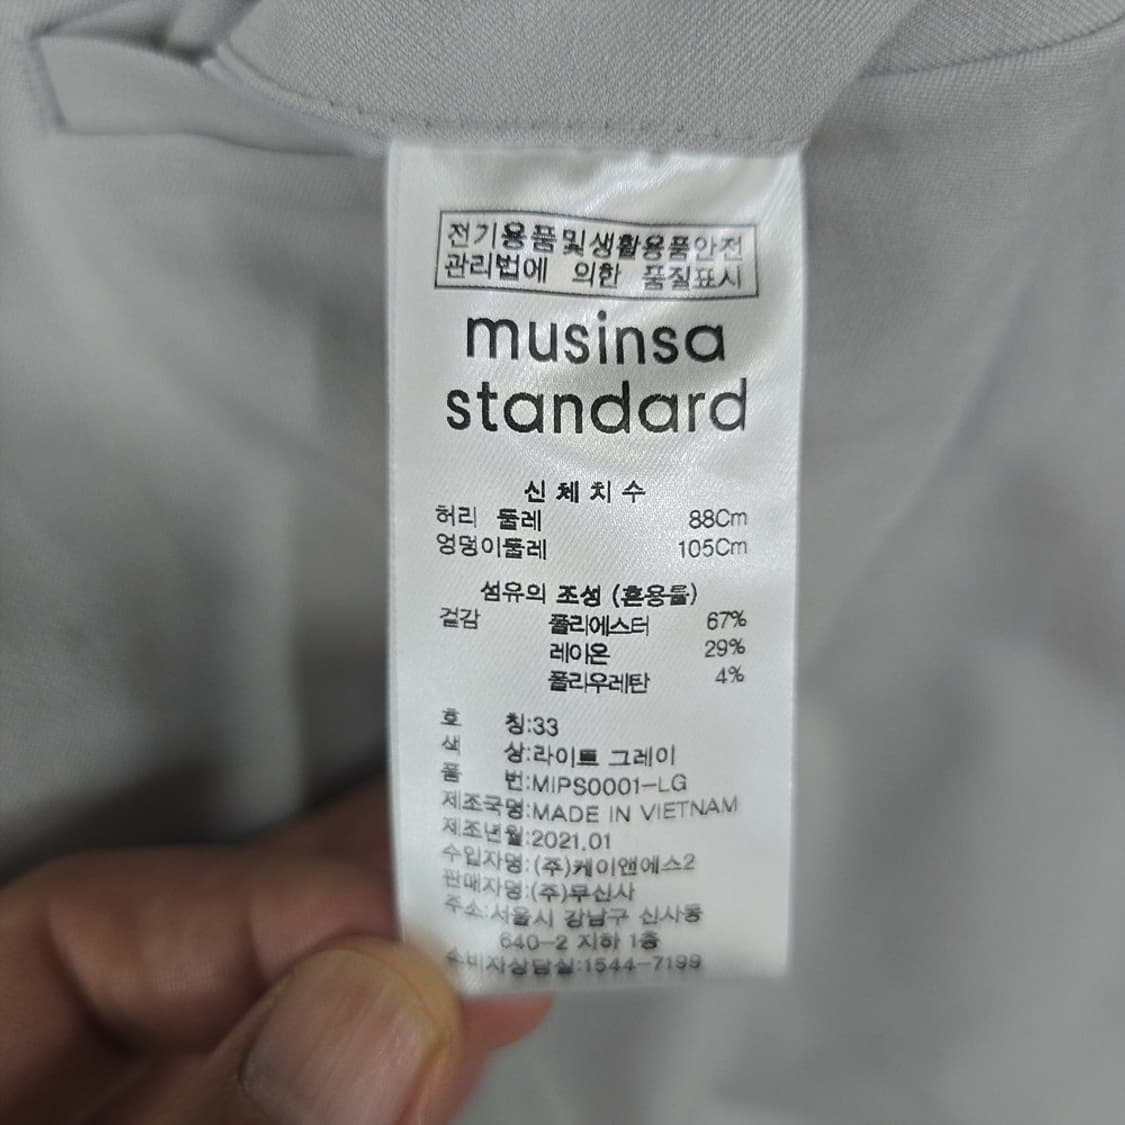 전기용품및생활용품안전
관리법에 의한 품질표시
musinsa
standard
신체치수
허리 둘레 88Cm
엉덩이둘레 105Cm
섬유의 조성 (혼용률)
겉감 폴리에스터 67%
레이온 29%
폴리우레탄 4%
호 칭:33
색 상:라이트 그레이
품 번:MIPS0001-LG
제조국명:MADE IN VIETNAM
제조년월:2021.01
수입자명:(주)케이앤에스2
판매자명:(주)무신사
주소:서울시 강남구 신사동
640-2 지하 1층
소비자상담실:1544-7199